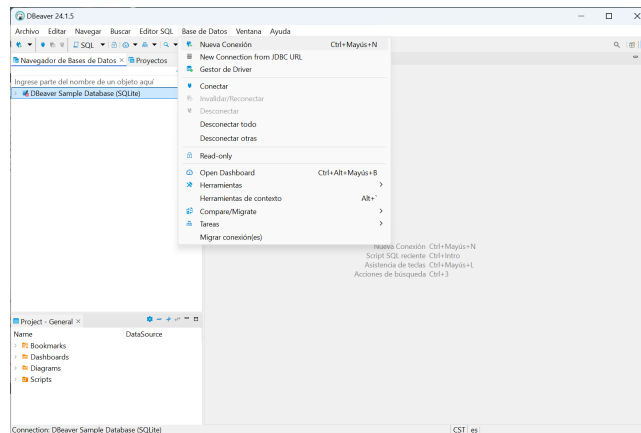 DBeaver 24.1.5
Archivo Editar Navegar Buscar Editor SQL Base de Datos Ventana Ayuda
SQL
Navegador de Bases de Datos Proyectos
Ingrese parte del nombre de un objeto aquí
DBeaver Sample Database (SQLite)
Nueva Conexión Ctrl+Mayús+N
New Connection from JDBC URL
Gestor de Driver
Conectar
Invalidar/Reconectar
Desconectar
Desconectar todo
Desconectar otras
Read-only
Open Dashboard Ctrl+Alt+Mayús+B
Herramientas
Herramientas de contexto Alt+`
Compare/Migrate
Tareas
Migrar conexión(es)
Nueva Conexión Ctrl+Mayús+N
Script SQL reciente Ctrl+Intro
Asistencia de teclas Ctrl+Mayús+L
Acciones de búsqueda Ctrl+3
Project - General
Name DataSource
Bookmarks
Dashboards
Diagrams
Scripts
Connection: DBeaver Sample Database (SQLite) CST es